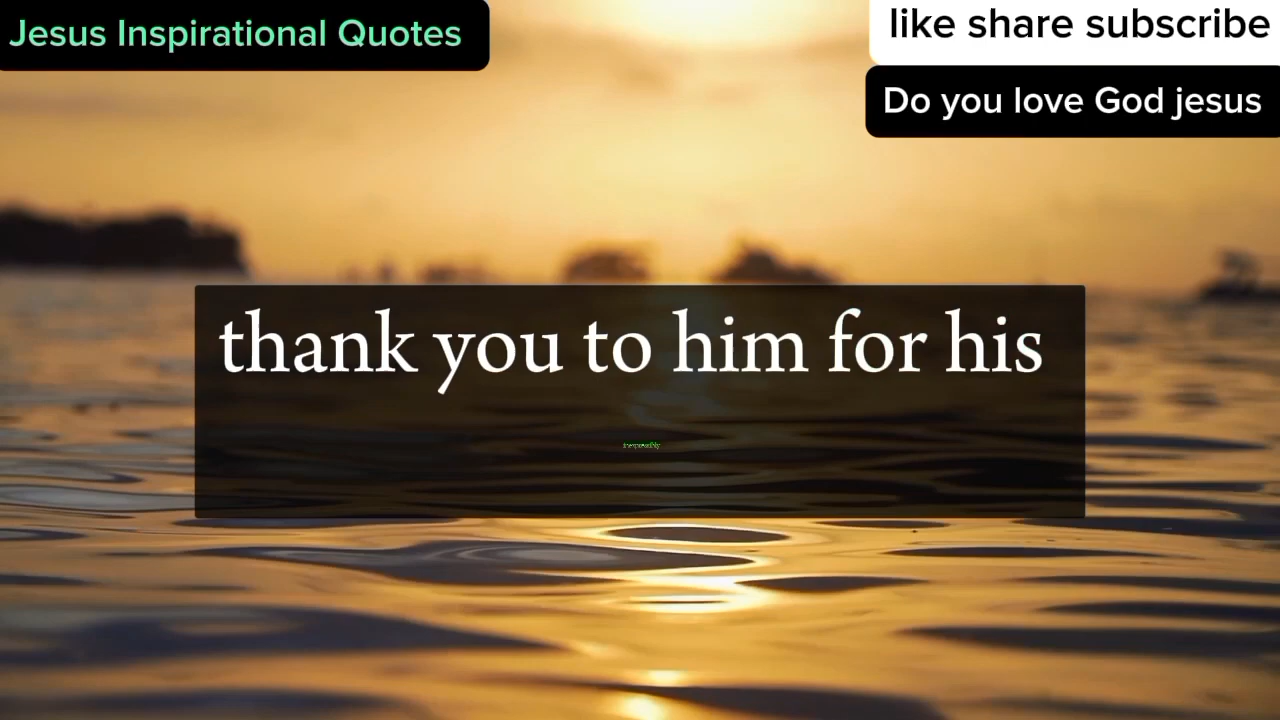 Jesus Inspirational Quotes
like share subscribe
Do you love God jesus
thank you to him for his